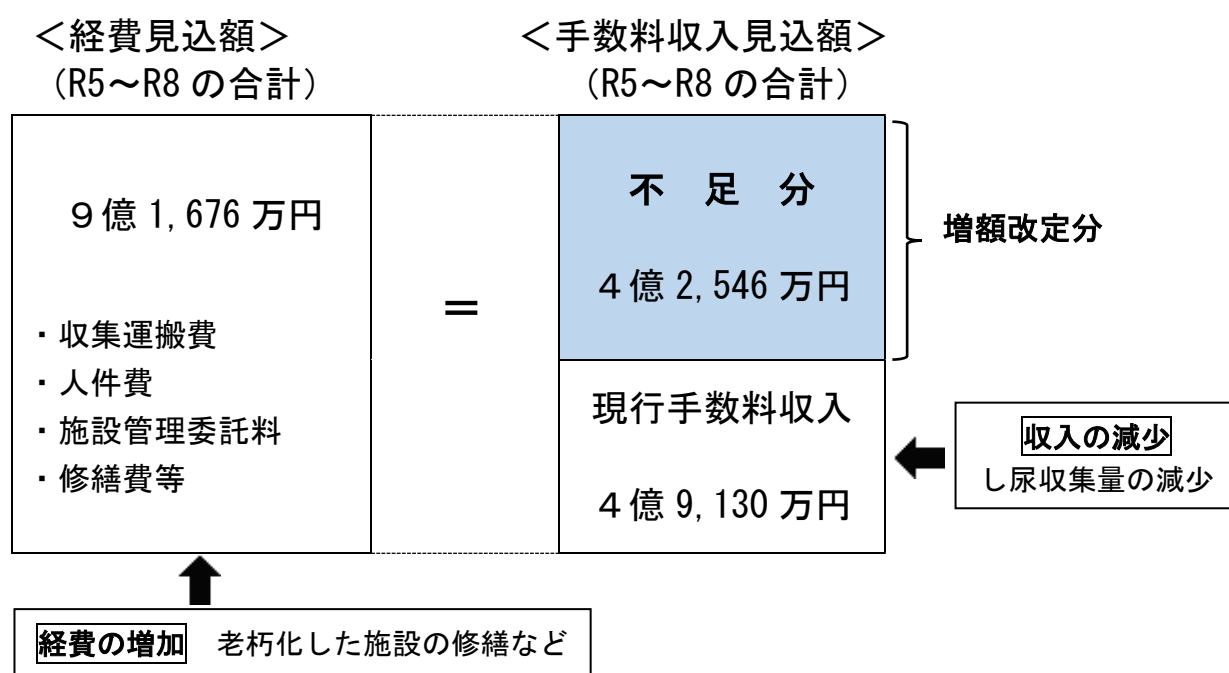 ＜経費見込額＞
（R5～R8 の合計）
９億 1,676 万円
・収集運搬費
・人件費
・施設管理委託料
・修繕費等
＝
＜手数料収入見込額＞
（R5～R8 の合計）
不 足 分
４億 2,546 万円
現行手数料収入
４億 9,130 万円
増額改定分
収入の減少
し尿収集量の減少
経費の増加 老朽化した施設の修繕など